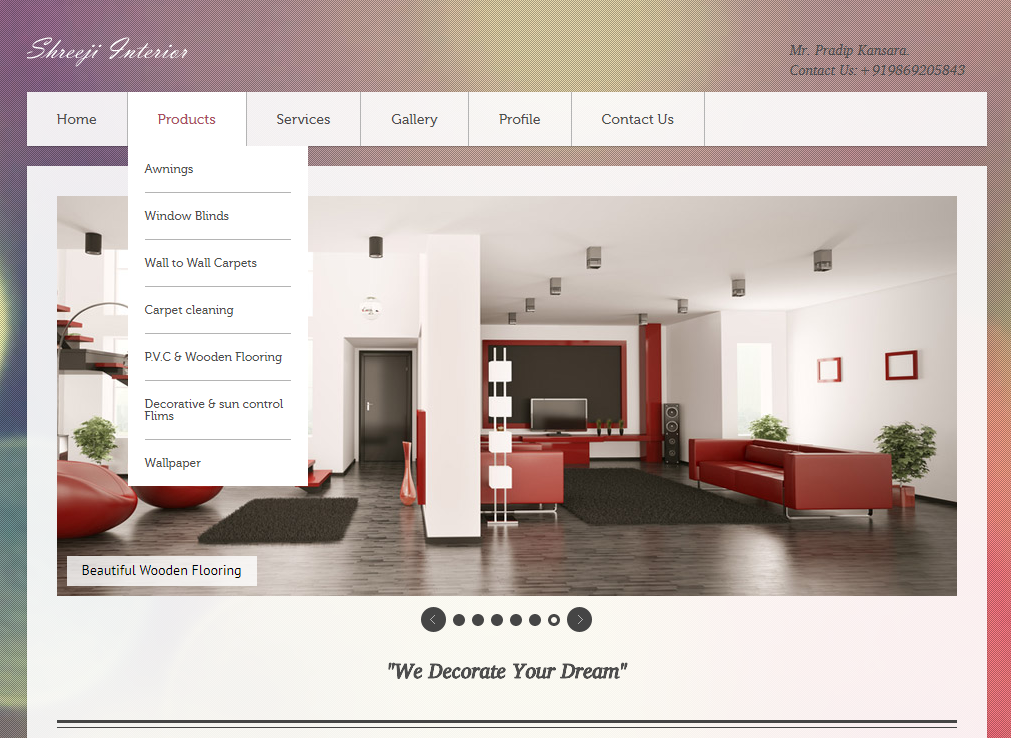 Shreeji Interior
Mr. Pradip Kansara.
Contact Us: +919869205843
Home
Products
Services
Gallery
Profile
Contact Us
Awnings
Window Blinds
Wall to Wall Carpets
Carpet cleaning
P.V.C & Wooden Flooring
Decorative & sun control
Flims
Wallpaper
Beautiful Wooden Flooring
"We Decorate Your Dream"